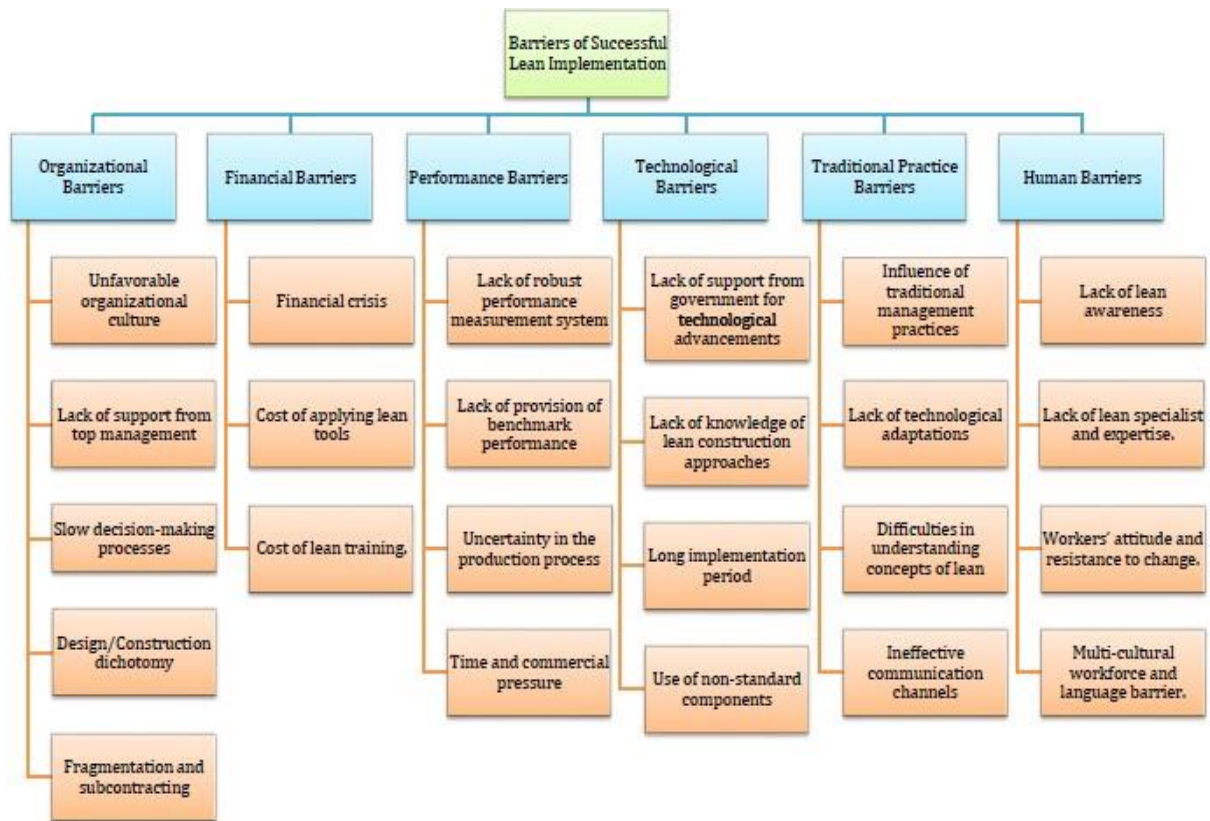 Barriers of Successful
Lean Implementation
Organizational
Barriers
Financial Barriers
Performance Barriers
Technological
Barriers
Traditional Practice
Barriers
Human Barriers
Unfavorable
organizational
culture
Lack of support from
top management
Slow decision-making
processes
Design/Construction
dichotomy
Fragmentation and
subcontracting
Financial crisis
Cost of applying lean
tools
Cost of lean training.
Lack of robust
performance
measurement system
Lack of provision of
benchmark
performance
Uncertainty in the
production process
Time and commercial
pressure
Lack of support from
government for
technological
advancements
Lack of knowledge of
lean construction
approaches
Long implementation
period
Use of non-standard
components
Influence of
traditional
management
practices
Lack of technological
adaptations
Difficulties in
understanding
concepts of lean
Ineffective
communication
channels
Lack of lean
awareness
Lack of lean specialist
and expertise.
Workers’ attitude and
resistance to change.
Multi-cultural
workforce and
language barrier.